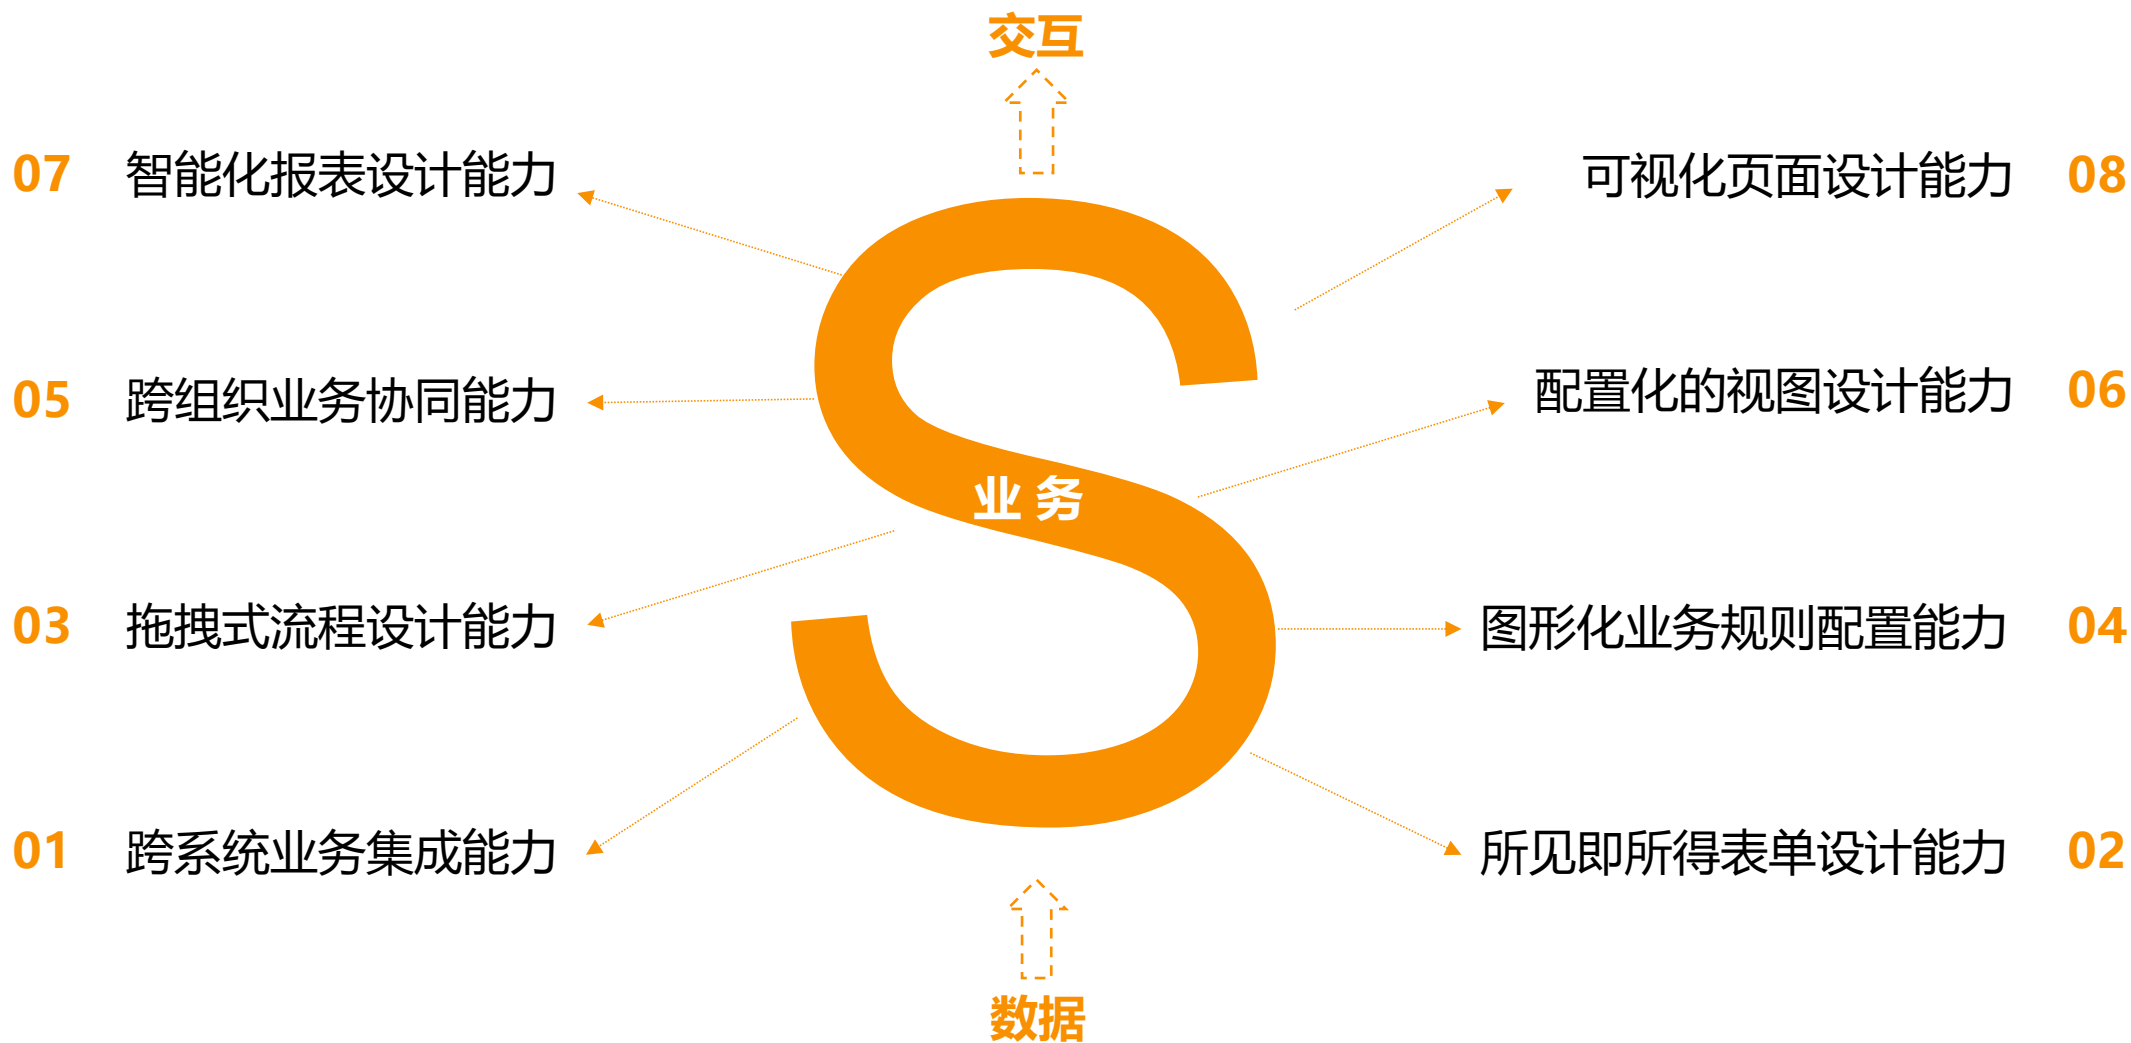 交互
07 智能化报表设计能力
可视化页面设计能力 08
05 跨组织业务协同能力
配置化的视图设计能力 06
业务
03 拖拽式流程设计能力
图形化业务规则配置能力 04
01 跨系统业务集成能力
所见即所得表单设计能力 02
数据